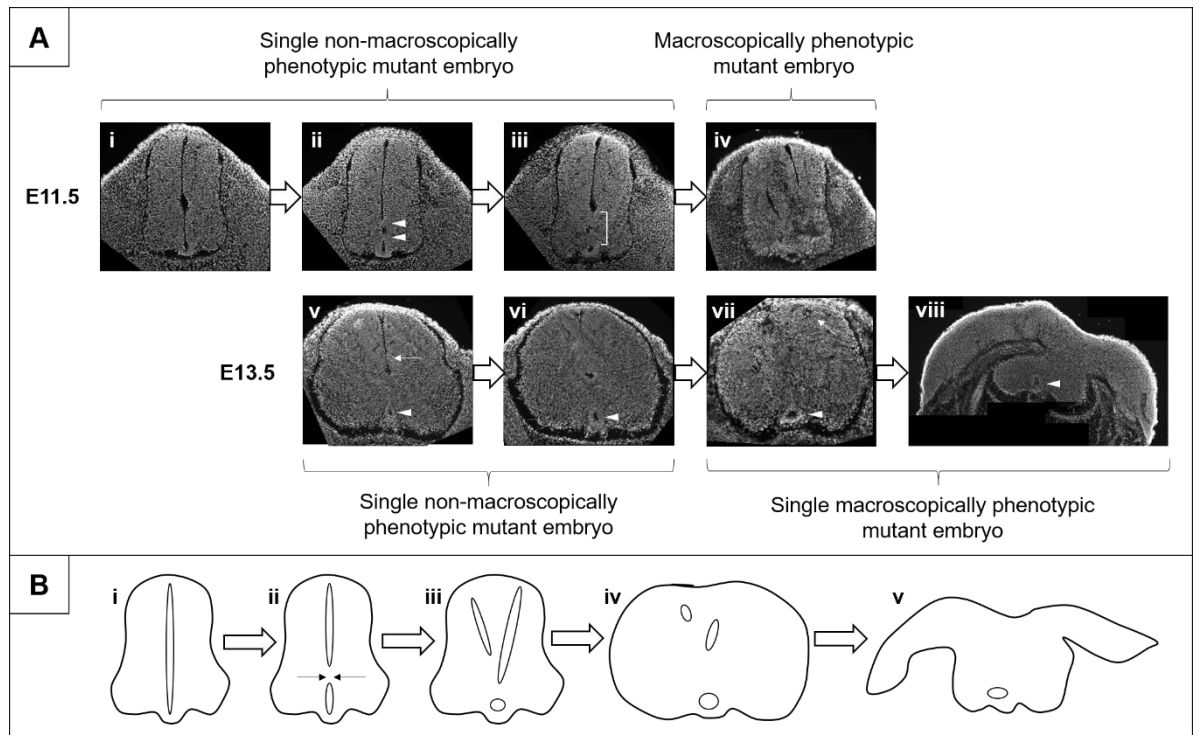 A
Single non-macroscopically
phenotypic mutant embryo
Macroscopically phenotypic
mutant embryo
E11.5
i
ii
iii
iv
E13.5
v
vi
vii
viii
Single non-macroscopically
phenotypic mutant embryo
Single macroscopically phenotypic
mutant embryo
B
i
ii
iii
iv
v